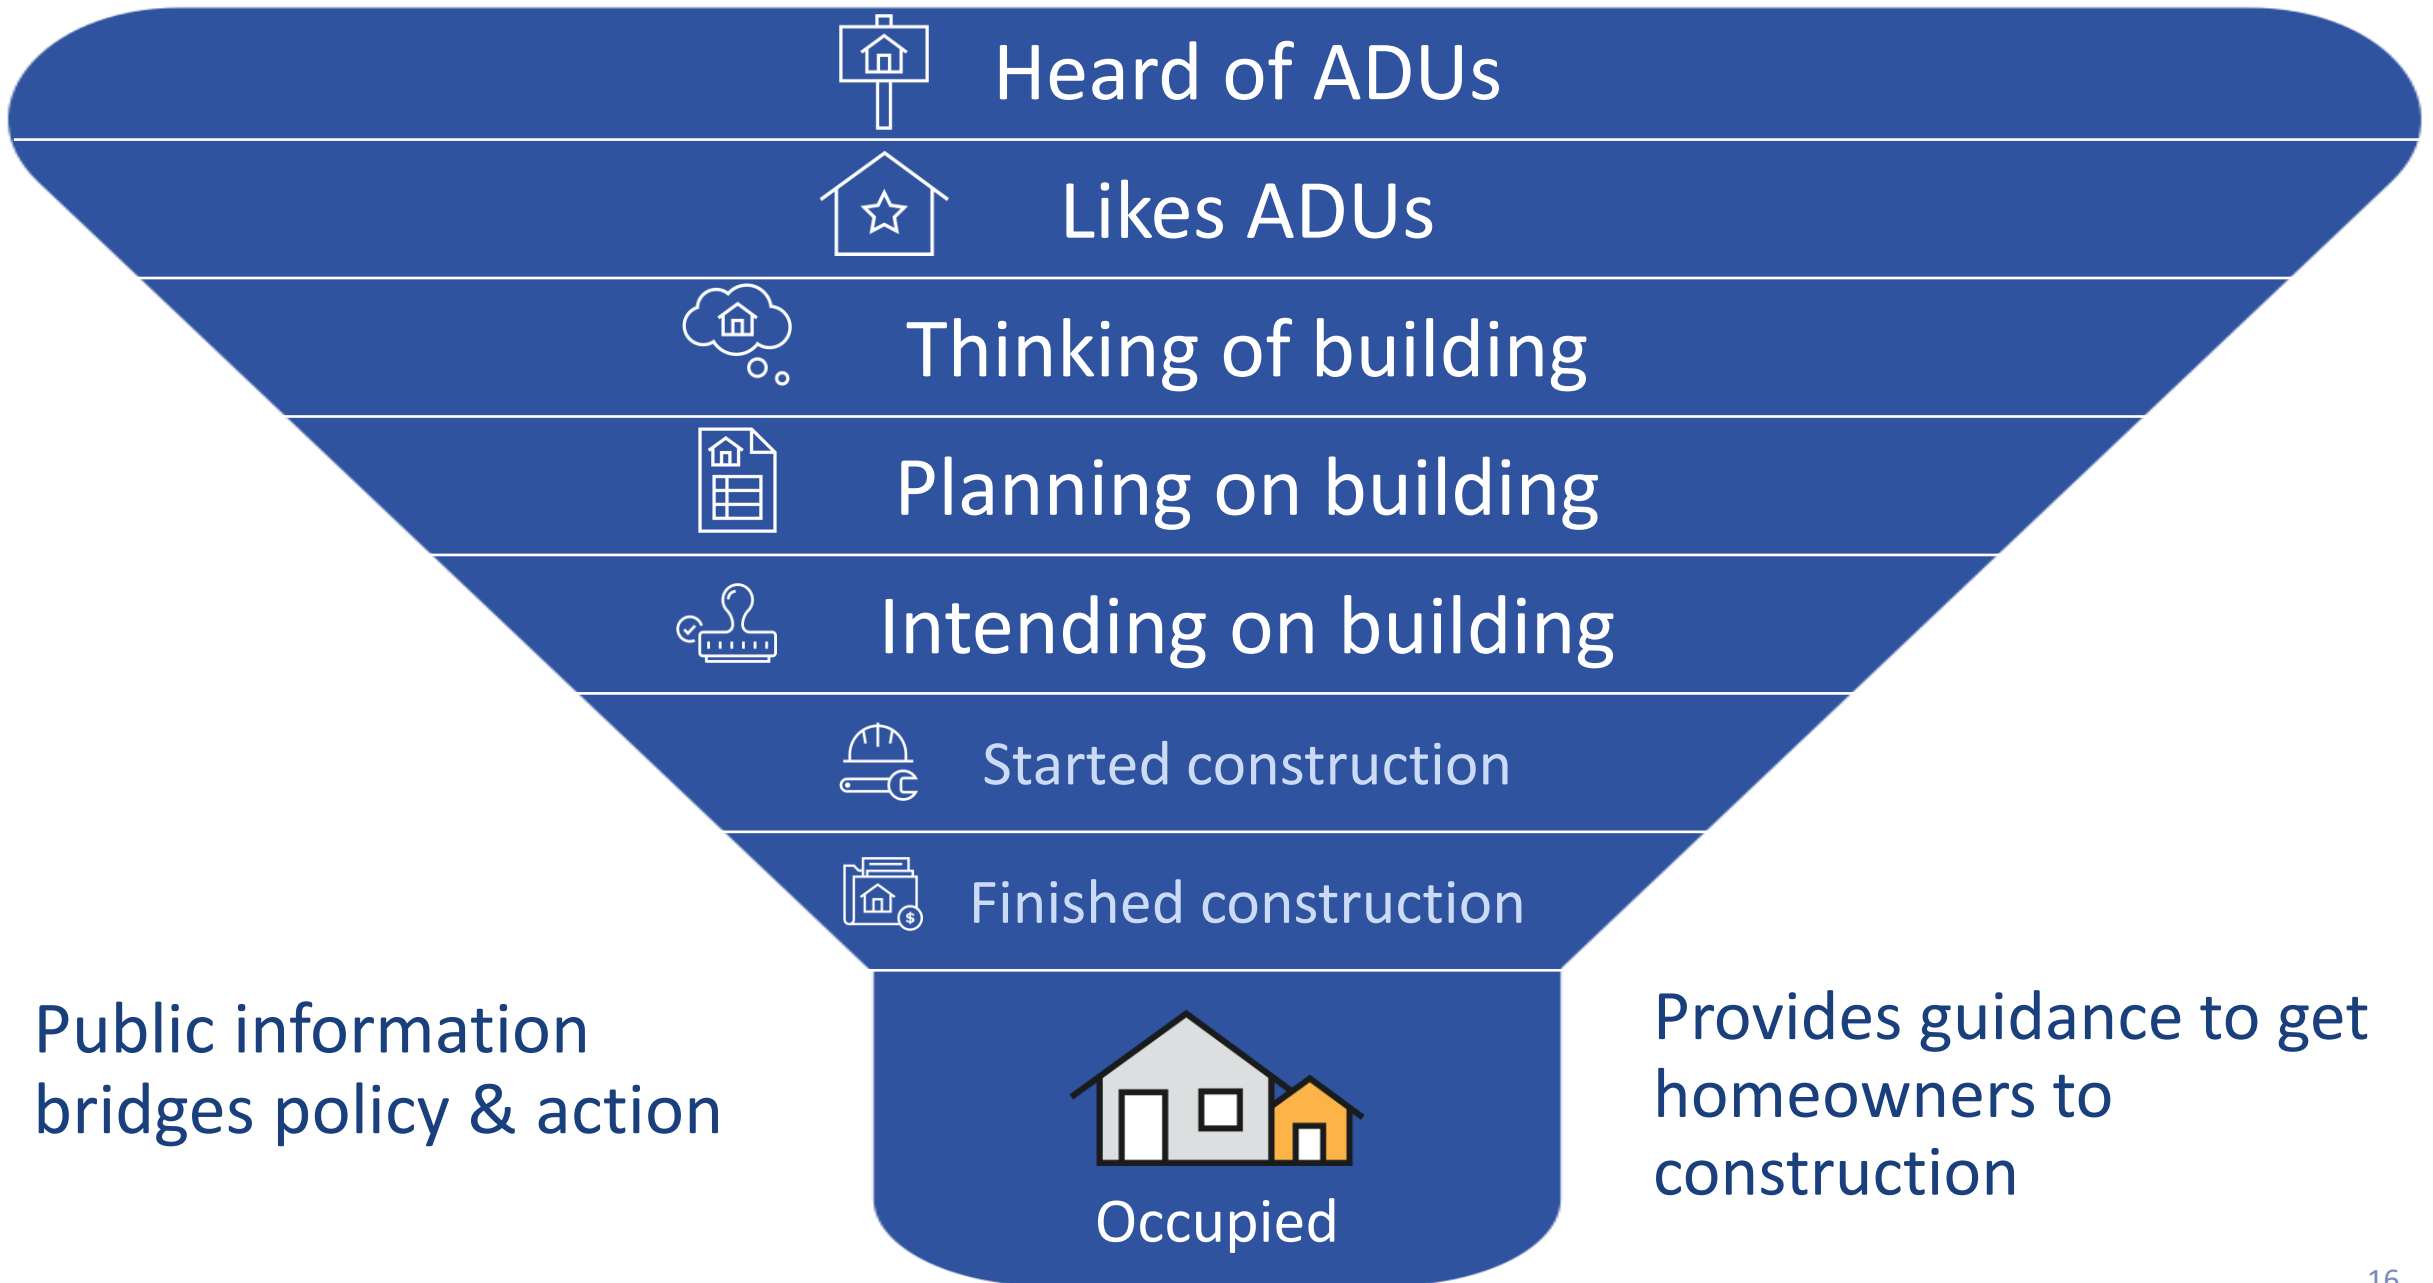 Heard of ADUs
Likes ADUs
Thinking of building
Planning on building
Intending on building
Started construction
Finished construction
$
Public information
bridges policy & action
Occupied
Provides guidance to get
homeowners to
construction
16